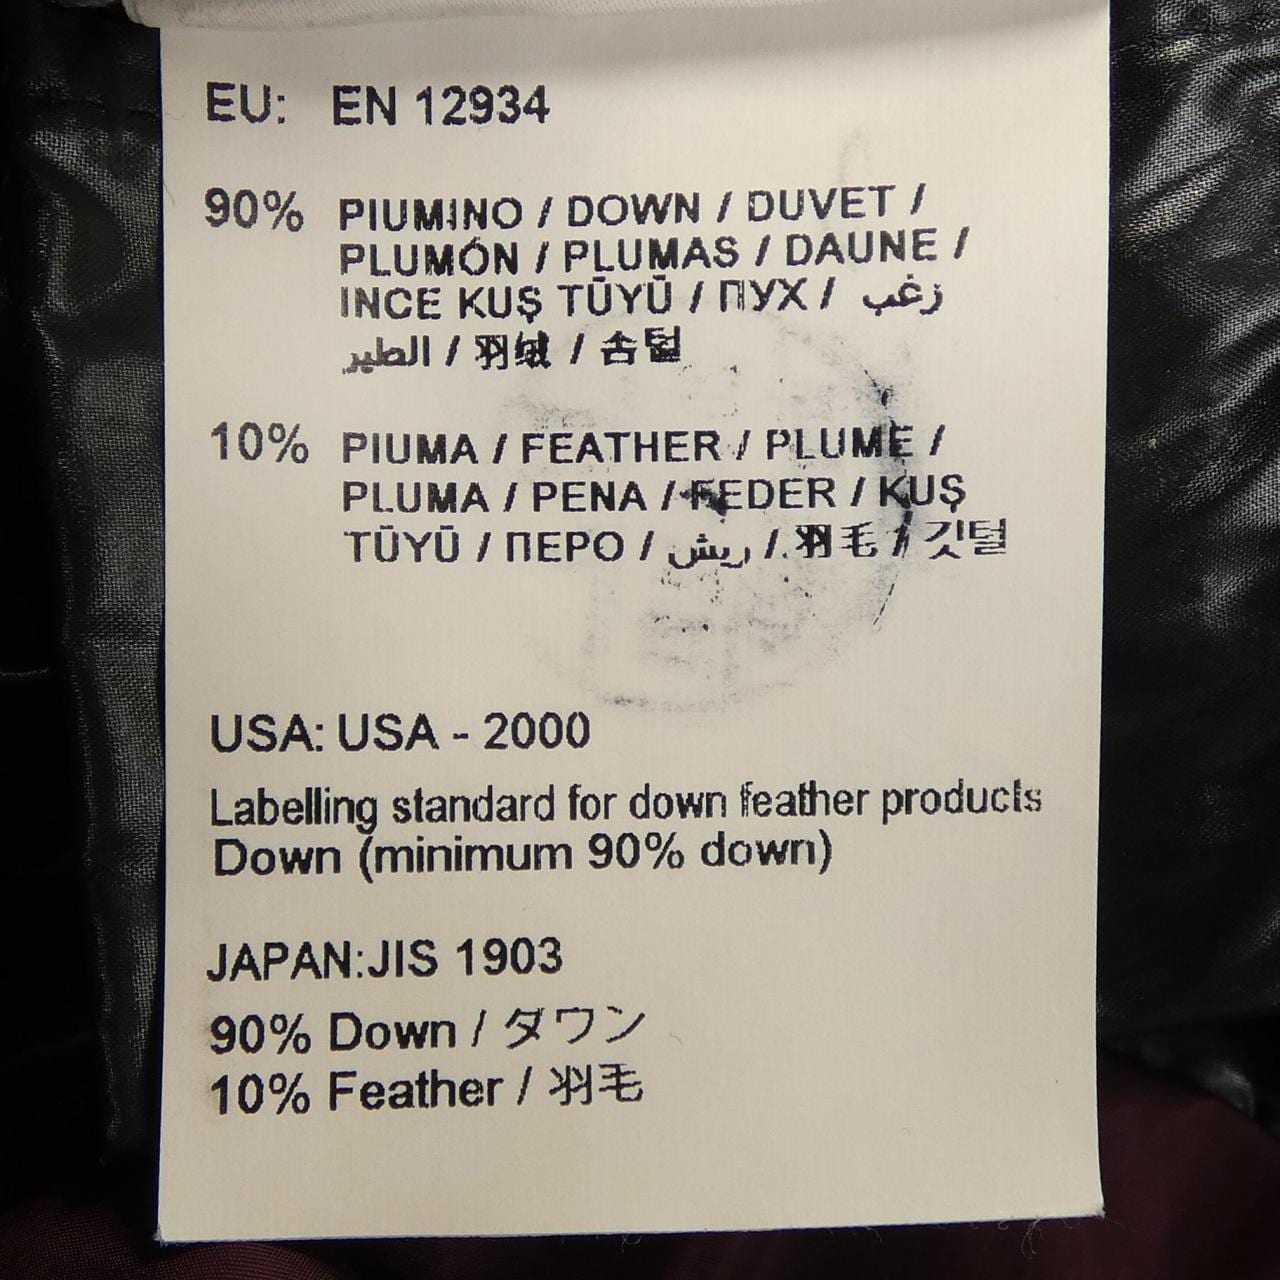 EU: EN 12934
90% PIUMINO / DOWN / DUVET /
PLUMÓN / PLUMAS / DAUNE /
INCE KUŞ TŪYŪ / ПУХ / زغب
الطير / 羽绒 / 솜털
10% PIUMA / FEATHER / PLUME /
PLUMA / PENA / FEDER / KUŞ
TŪYŪ / ПЕРО / ريش / 羽毛 / 깃털
USA: USA - 2000
Labelling standard for down feather products
Down (minimum 90% down)
JAPAN:JIS 1903
90% Down / ダワン
10% Feather / 羽毛